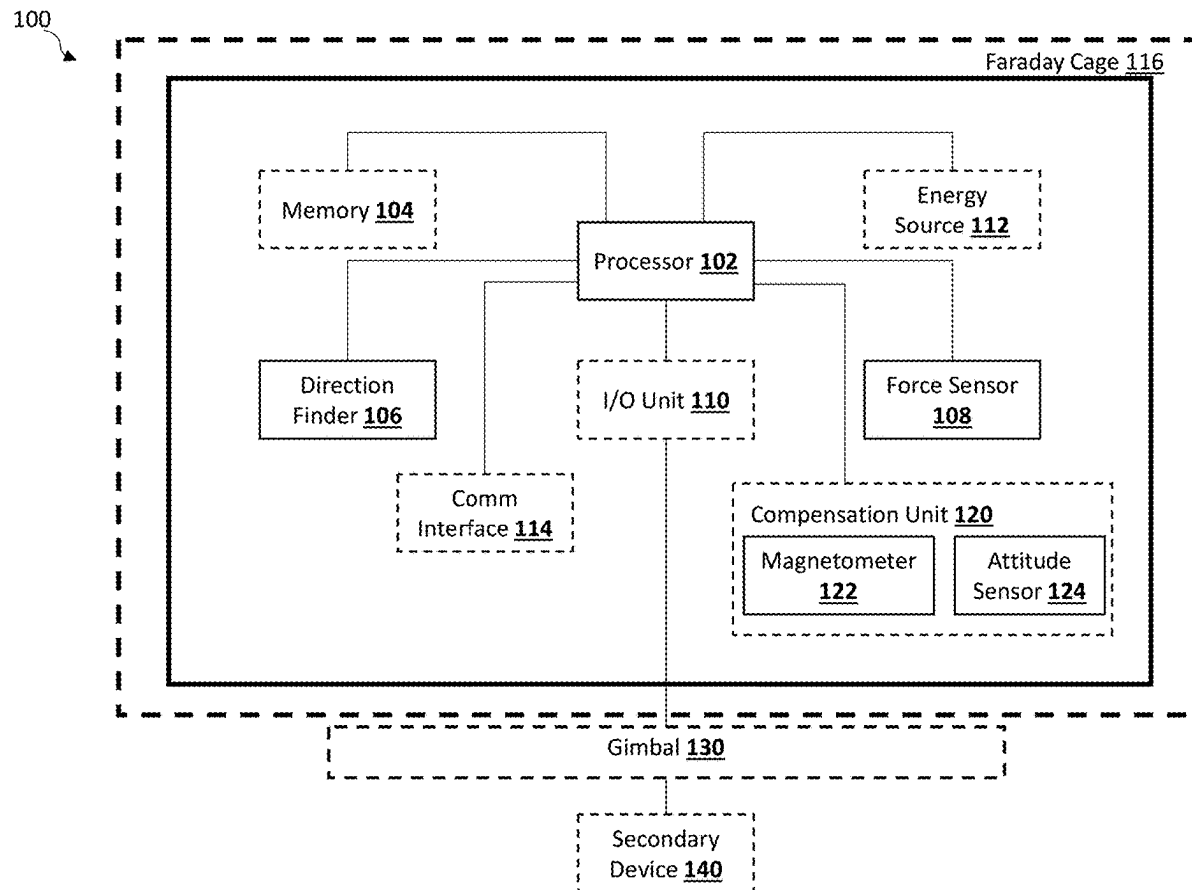 100
Faraday Cage 116
Memory 104
Energy
Source 112
Processor 102
Direction
Finder 106
I/O Unit 110
Force Sensor
108
Comm
Interface 114
Compensation Unit 120
Magnetometer
122
Attitude
Sensor 124
Gimbal 130
Secondary
Device 140